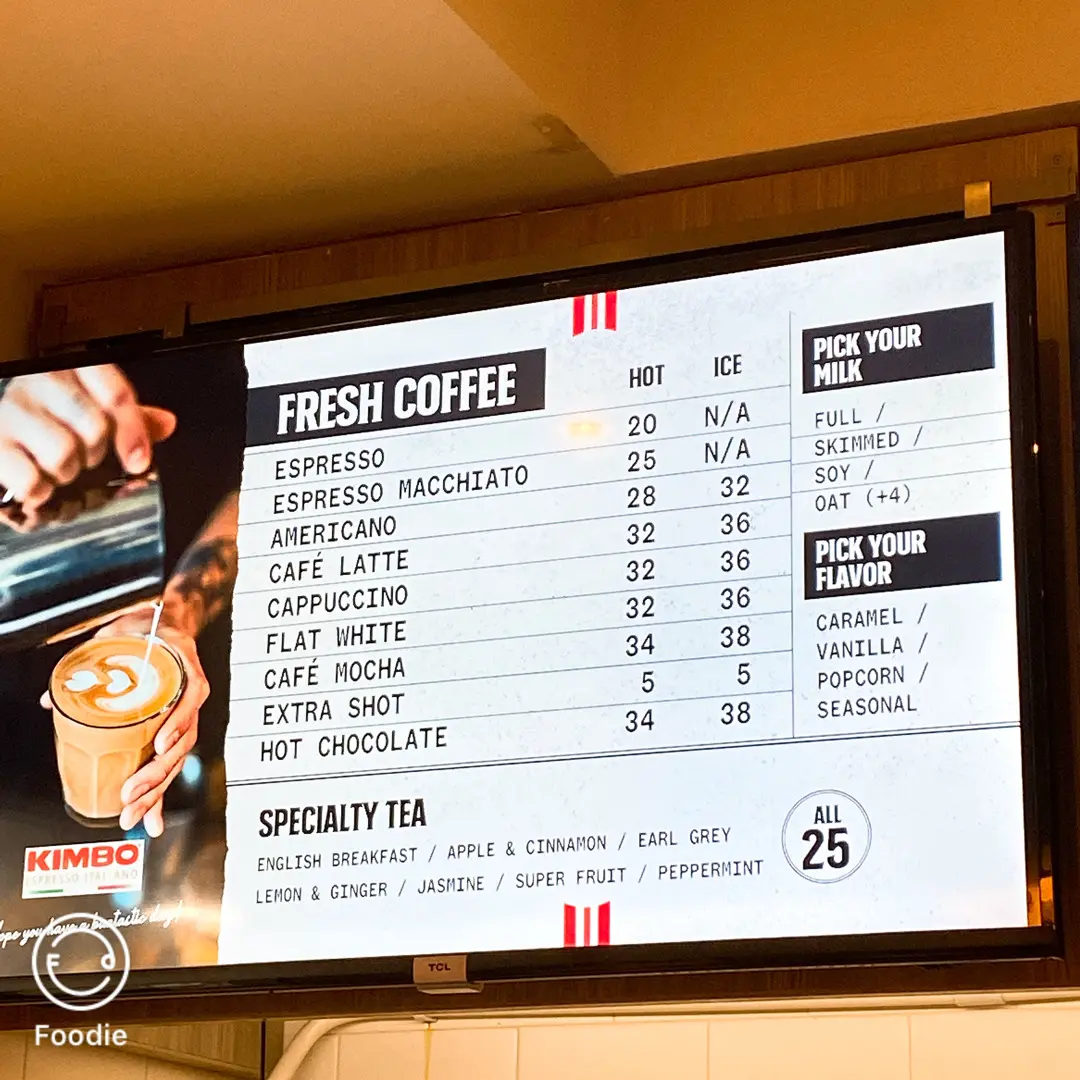 FRESH COFFEE HOT ICE
ESPRESSO 20 N/A
ESPRESSO MACCHIATO 25 N/A
AMERICANO 28 32
CAFÉ LATTE 32 36
CAPPUCCINO 32 36
FLAT WHITE 32 36
CAFÉ MOCHA 34 38
EXTRA SHOT 5 5
HOT CHOCOLATE 34 38
PICK YOUR
MILK
FULL /
SKIMMED /
SOY /
OAT (+4)
PICK YOUR
FLAVOR
CARAMEL /
VANILLA /
POPCORN /
SEASONAL
SPECIALTY TEA
ENGLISH BREAKFAST / APPLE & CINNAMON / EARL GREY
LEMON & GINGER / JASMINE / SUPER FRUIT / PEPPERMINT
ALL
25
KIMBO
ESPRESSO ITALIANO
you have a day!
TCL
Foodie